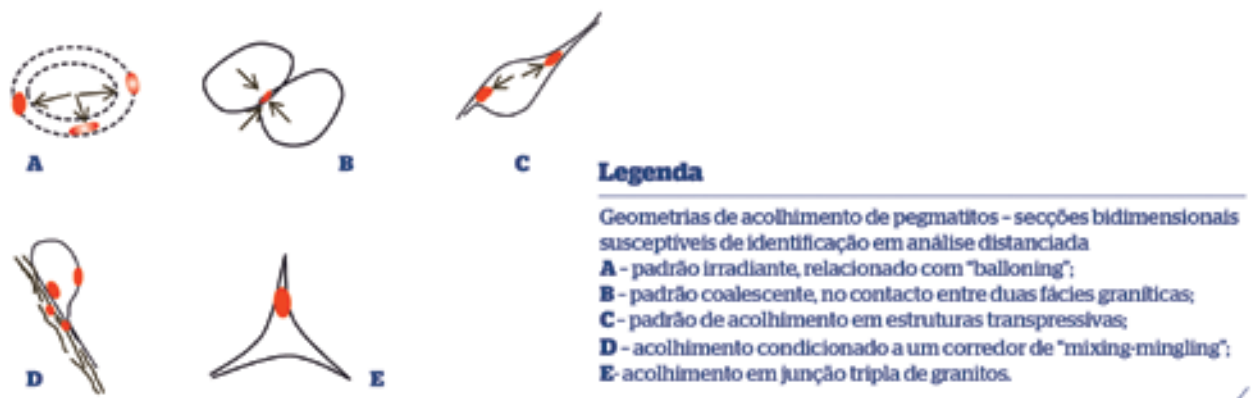 A
B
C
D
E
Legenda
Geometrias de acolhimento de pegmatitos - secções bidimensionais
susceptíveis de identificação em análise distanciada
A - padrão irradiante, relacionado com "balloning";
B - padrão coalescente, no contacto entre duas fácies graníticas;
C - padrão de acolhimento em estruturas transpressivas;
D - acolhimento condicionado a um corredor de "mixing-mingling";
E- acolhimento em junção tripla de granitos.